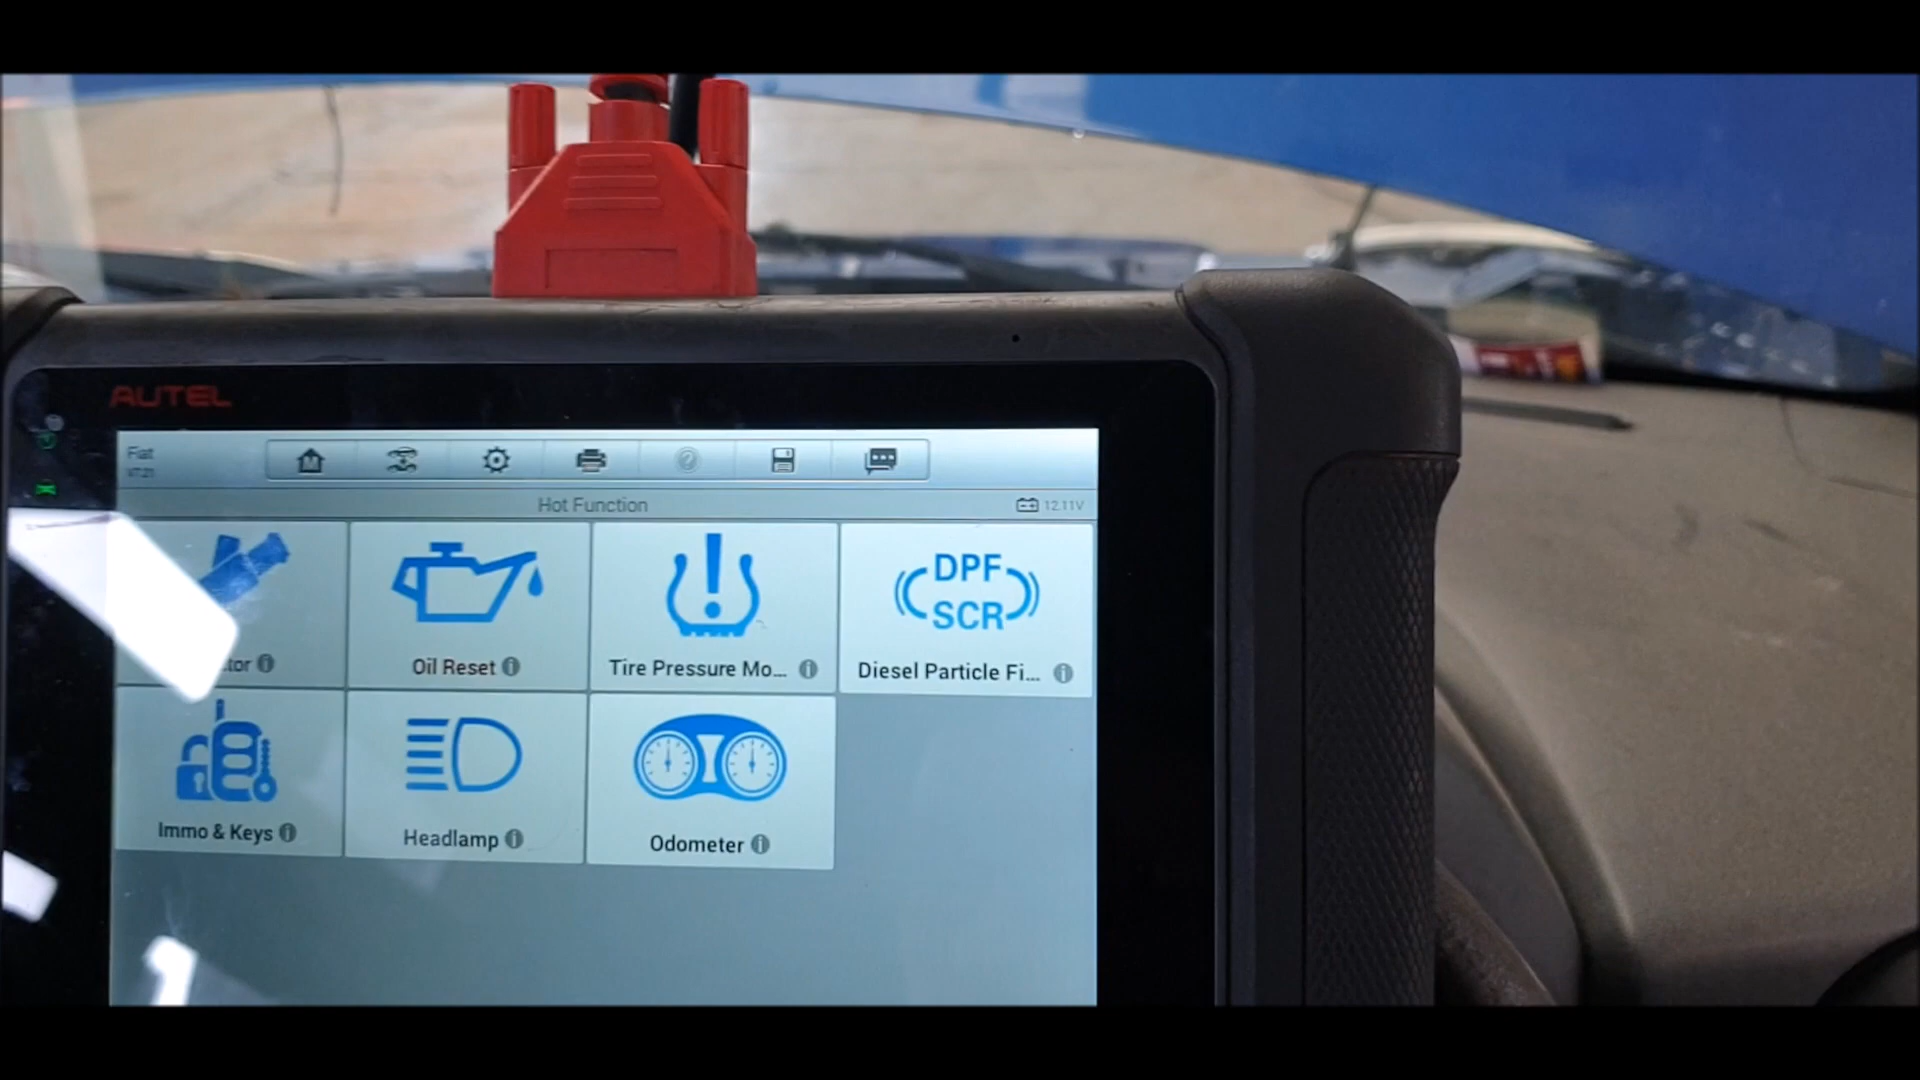 AUTEL
Fiat
V7.21
Hot Function
12.11V
DPF
SCR
Oil Reset
Tire Pressure Mo...
Diesel Particle Fi...
Immo & Keys
Headlamp
Odometer